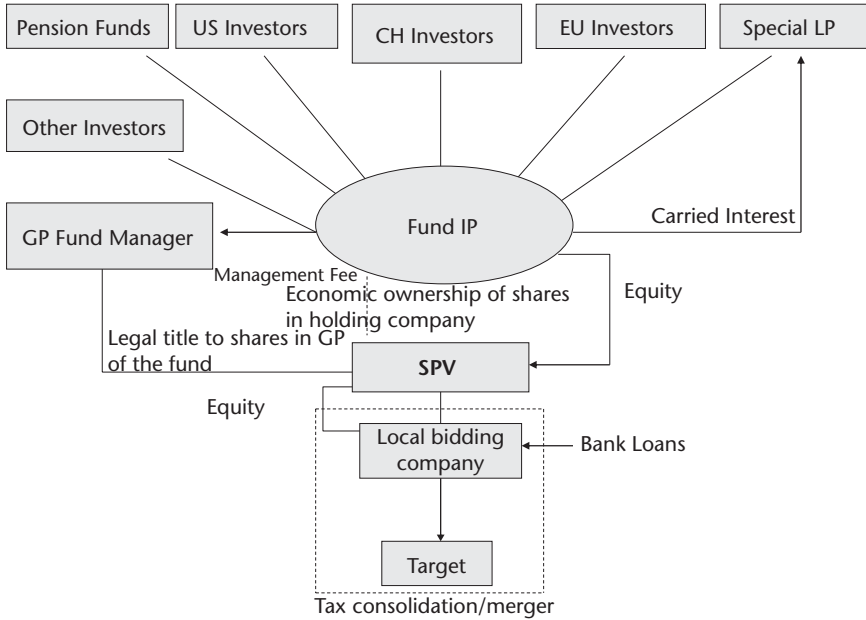 Pension Funds
US Investors
CH Investors
EU Investors
Special LP
Other Investors
GP Fund Manager
Fund IP
Carried Interest
Management Fee
Economic ownership of shares
in holding company
Equity
Legal title to shares in GP
of the fund
SPV
Equity
Local bidding
company
Bank Loans
Target
Tax consolidation/merger